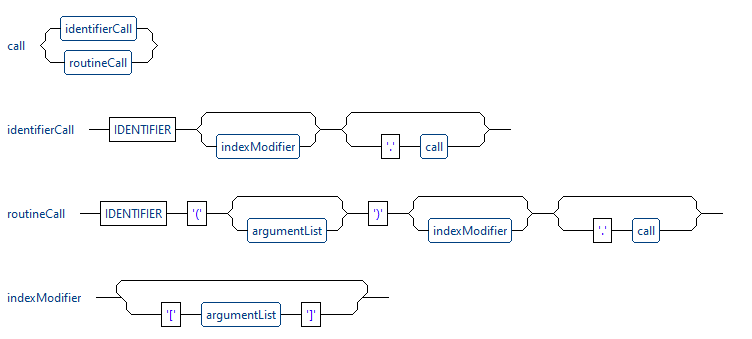 identifierCall
call
routineCall
identifierCall IDENTIFIER indexModifier '.' call
routineCall IDENTIFIER '(' argumentList ')' indexModifier '.' call
indexModifier '[' argumentList ']'